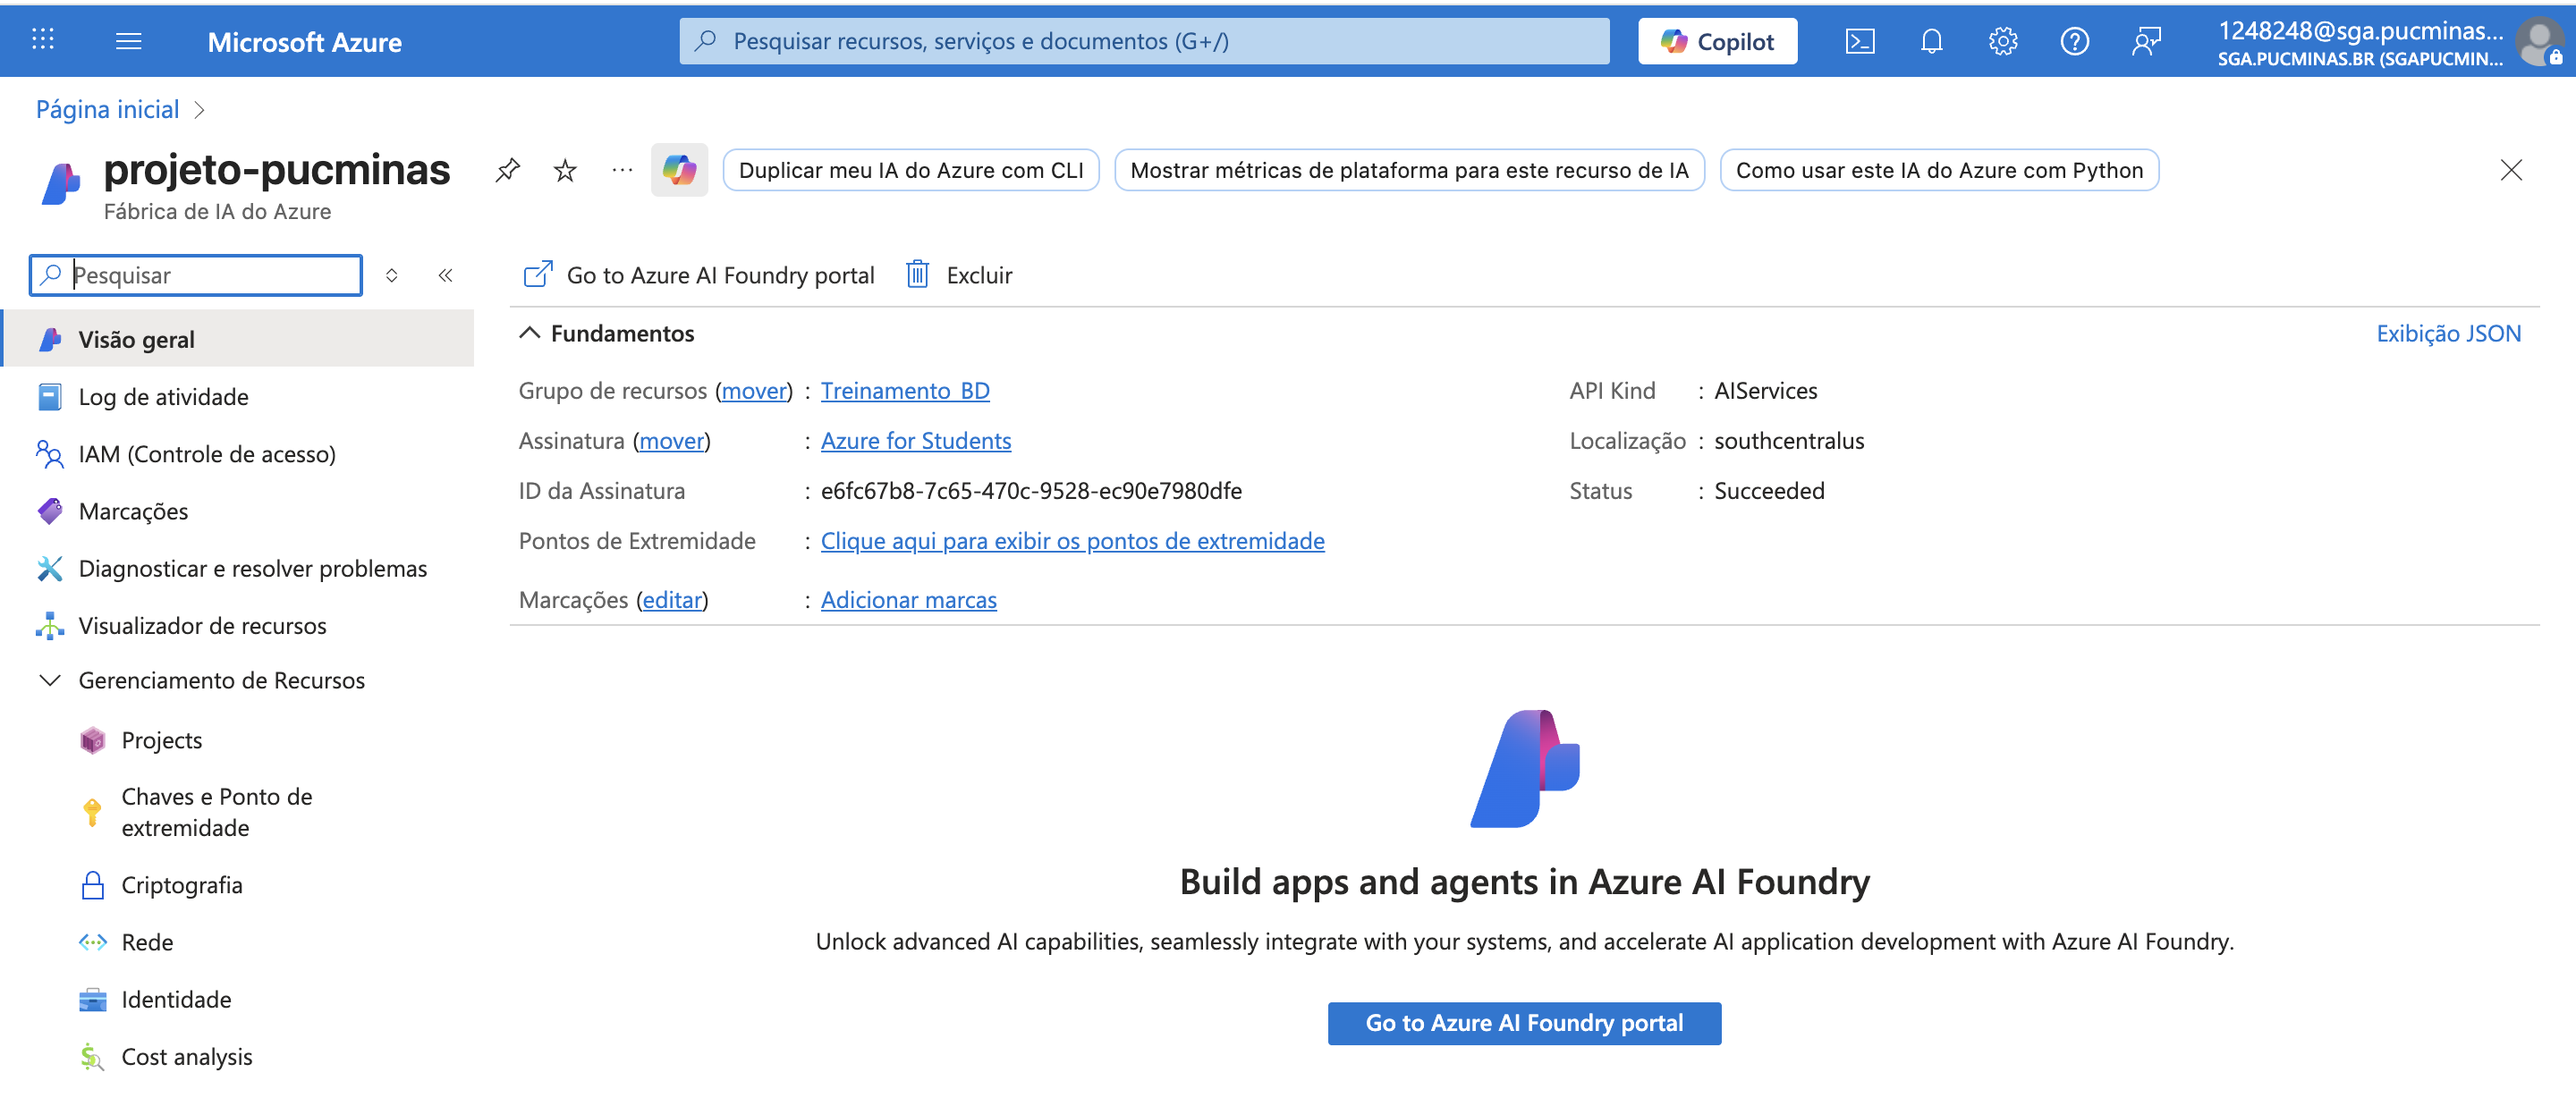 Microsoft Azure
Pesquisar recursos, serviços e documentos (G+/)
Copilot
1248248@sga.pucminas...
SGA.PUCMINAS.BR (SGAPUCMIN...
Página inicial
projeto-pucminas
Fábrica de IA do Azure
Duplicar meu IA do Azure com CLI
Mostrar métricas de plataforma para este recurso de IA
Como usar este IA do Azure com Python
Pesquisar
Visão geral
Log de atividade
IAM (Controle de acesso)
Marcações
Diagnosticar e resolver problemas
Visualizador de recursos
Gerenciamento de Recursos
Projects
Chaves e Ponto de
extremidade
Criptografia
Rede
Identidade
Cost analysis
Go to Azure AI Foundry portal
Excluir
Fundamentos
Exibição JSON
Grupo de recursos (mover) : Treinamento_BD
Assinatura (mover) : Azure for Students
ID da Assinatura : e6fc67b8-7c65-470c-9528-ec90e7980dfe
Pontos de Extremidade : Clique aqui para exibir os pontos de extremidade
Marcações (editar) : Adicionar marcas
API Kind : AIServices
Localização : southcentralus
Status : Succeeded
Build apps and agents in Azure AI Foundry
Unlock advanced AI capabilities, seamlessly integrate with your systems, and accelerate AI application development with Azure AI Foundry.
Go to Azure AI Foundry portal